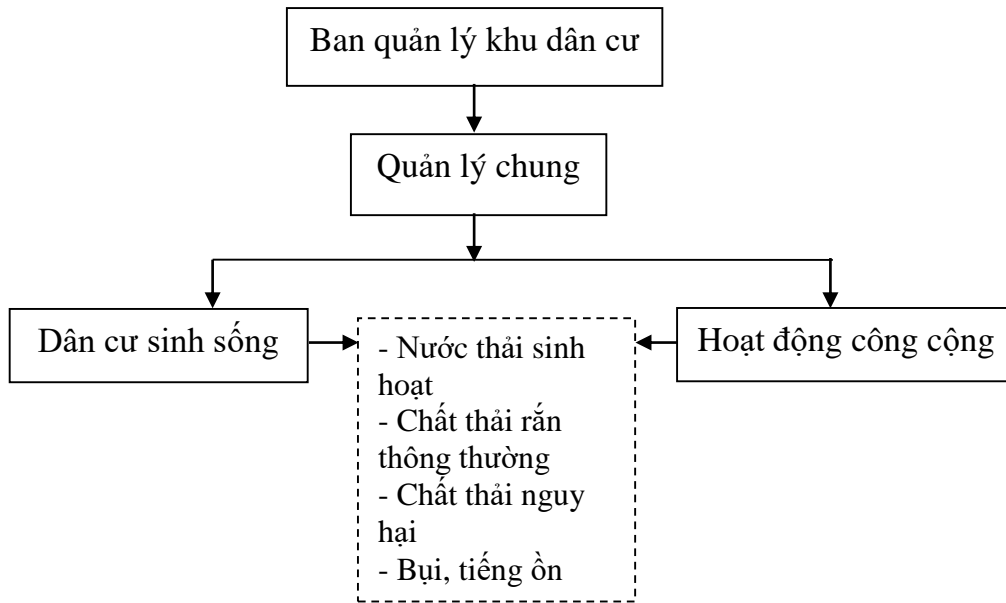 Ban quản lý khu dân cư
Quản lý chung
Dân cư sinh sống
- Nước thải sinh
hoạt
- Chất thải rắn
thông thường
- Chất thải nguy
hại
- Bụi, tiếng ồn
Hoạt động công cộng